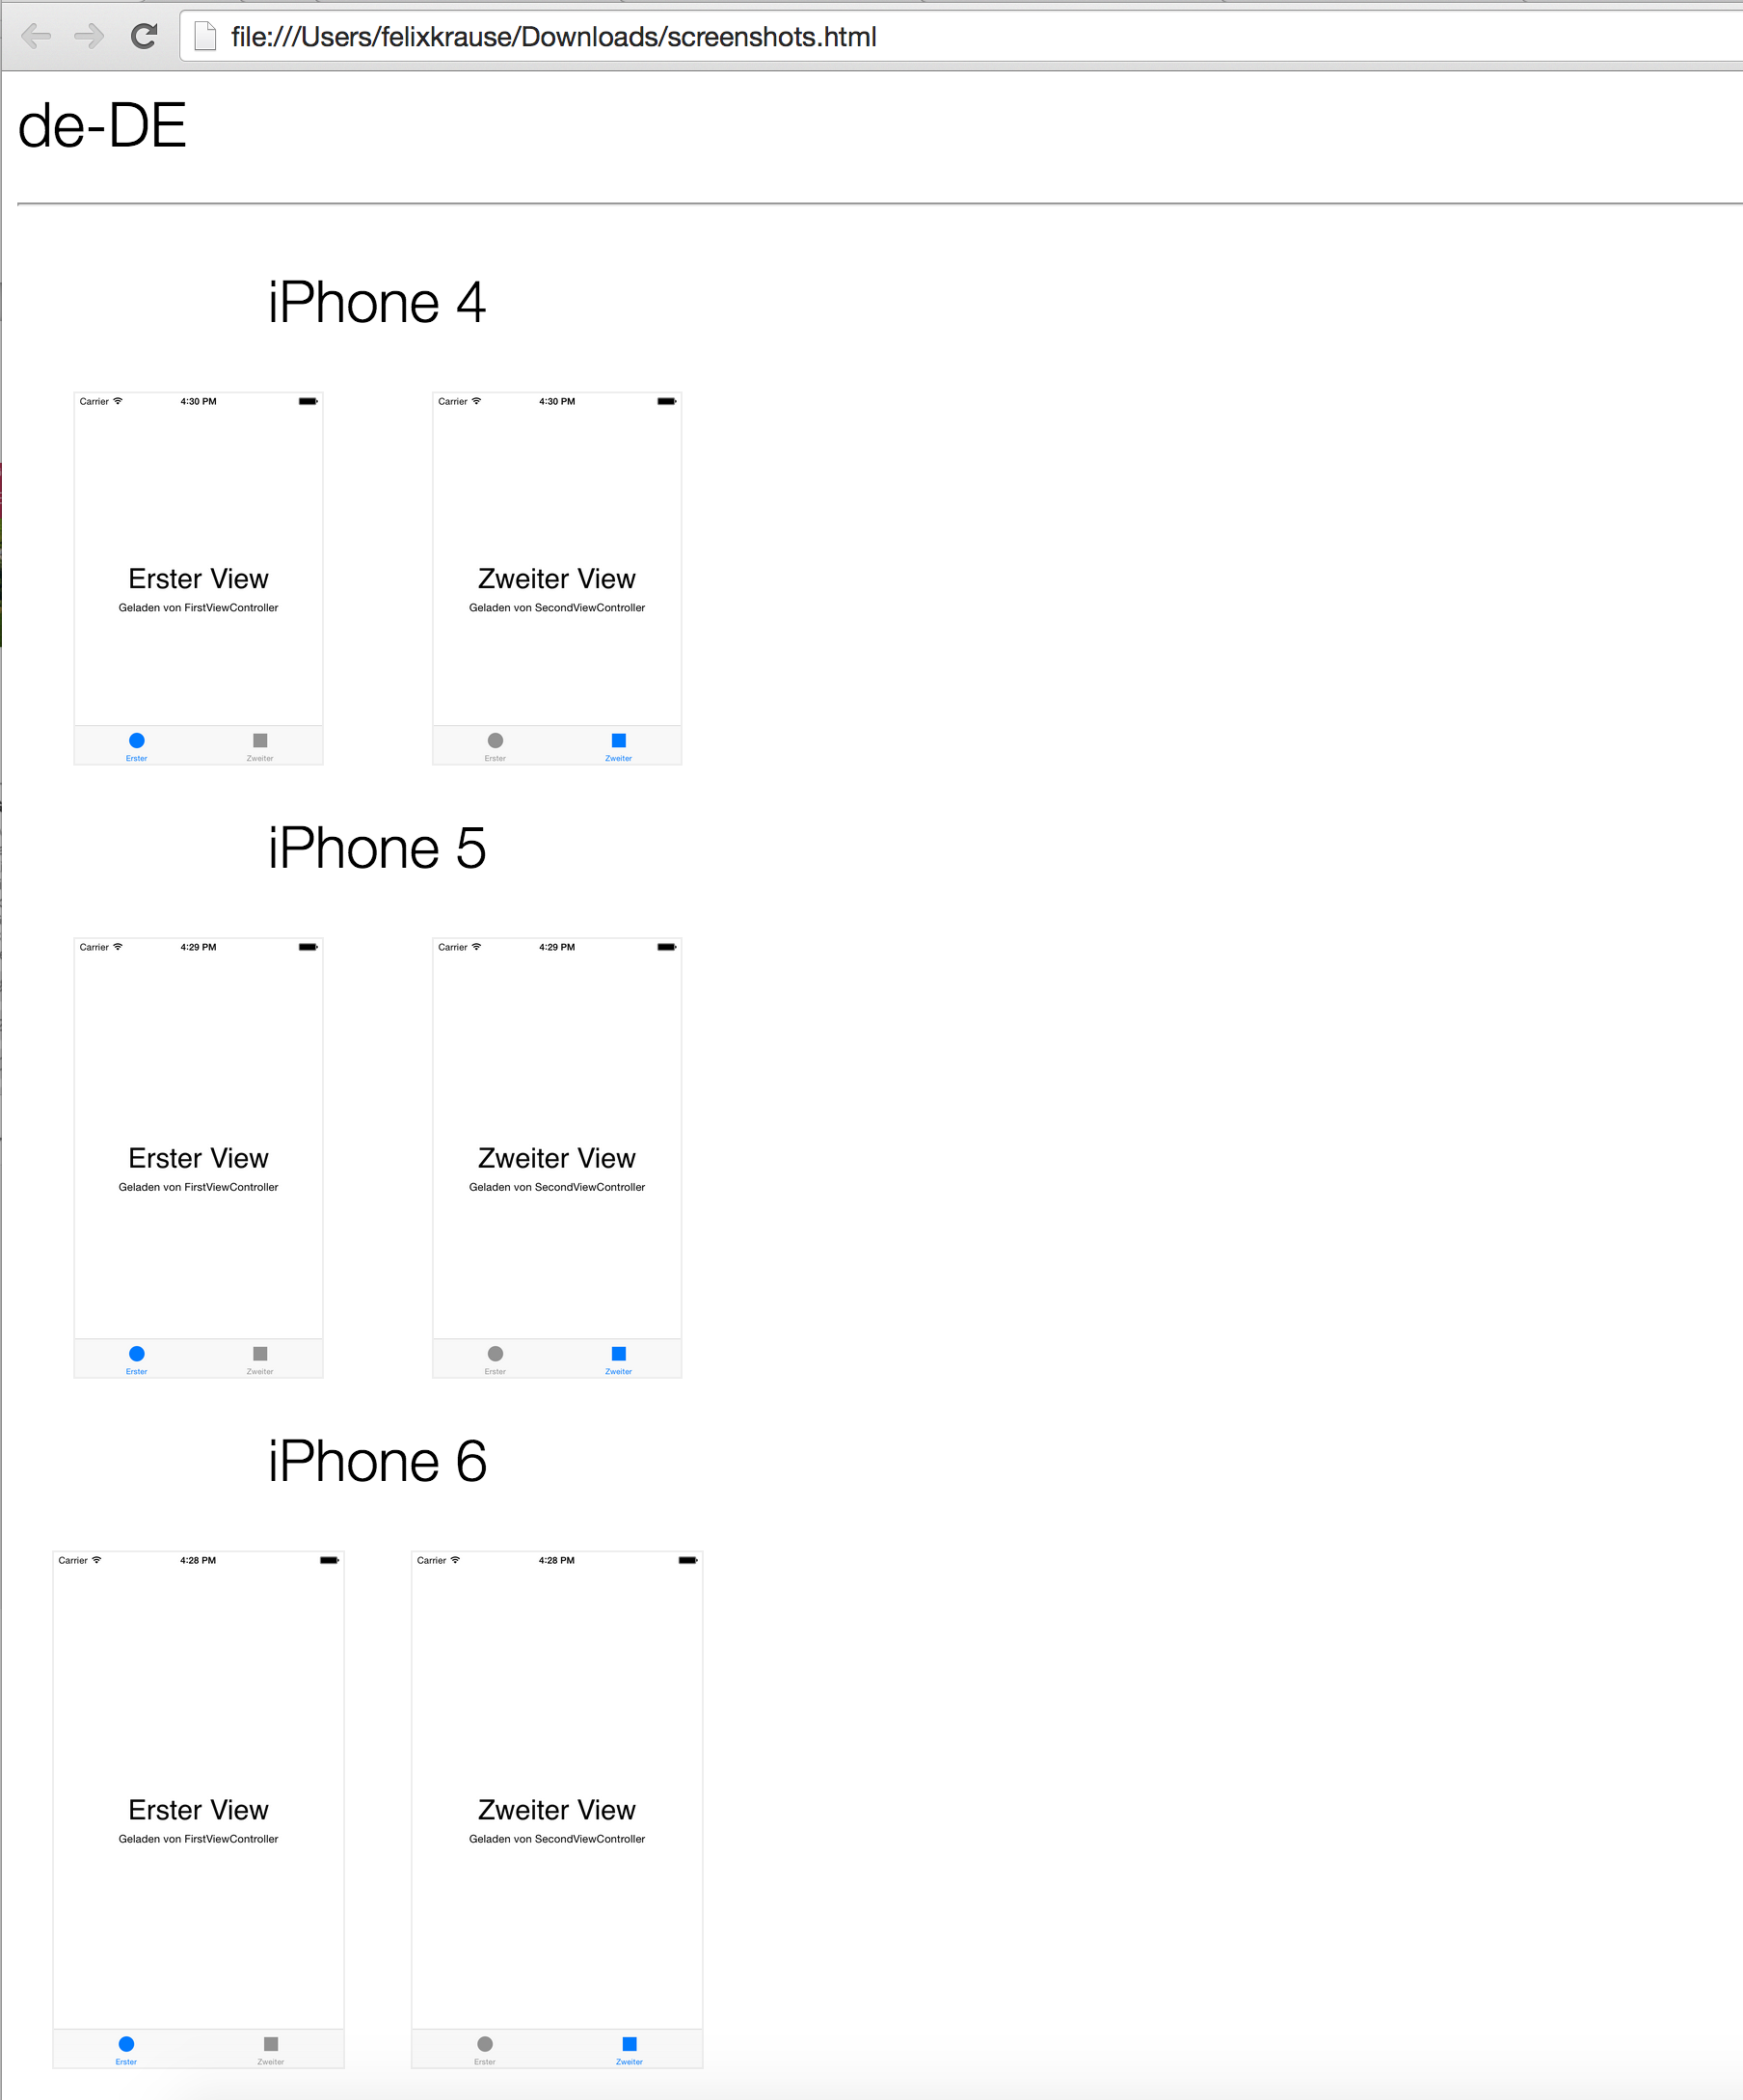 file:///Users/felixkrause/Downloads/screenshots.html
de-DE
iPhone 4
Carrier 4:30 PM
Erster View
Geladen von FirstViewController
Erster Zweiter
Carrier 4:30 PM
Zweiter View
Geladen von SecondViewController
Erster Zweiter
iPhone 5
Carrier 4:29 PM
Erster View
Geladen von FirstViewController
Erster Zweiter
Carrier 4:29 PM
Zweiter View
Geladen von SecondViewController
Erster Zweiter
iPhone 6
Carrier 4:28 PM
Erster View
Geladen von FirstViewController
Erster Zweiter
Carrier 4:28 PM
Zweiter View
Geladen von SecondViewController
Erster Zweiter